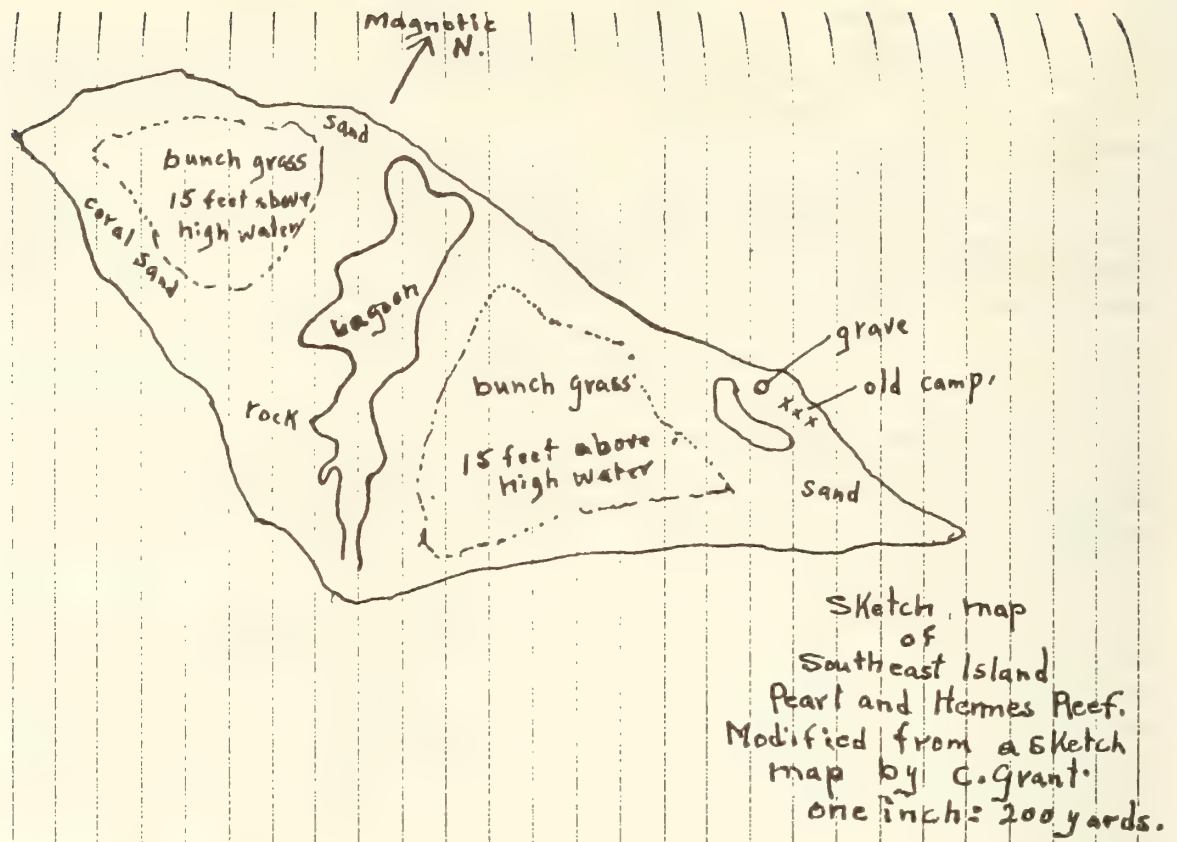 Magnetic
N.
sand
bunch grass
15 feet above
high water
coral
sand
Lagoon
grave
old camp.
xxx
bunch grass
rock
15 feet above
high water
sand
Sketch map
of
Southeast Island
Pearl and Hermes Reef.
Modified from a sketch
map by C. Grant.
one inch = 200 yards.